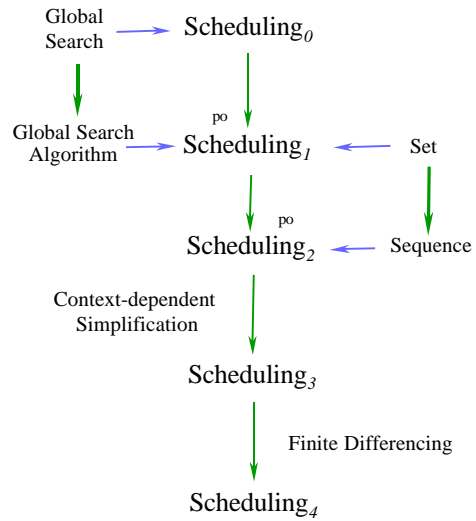 Global
Search
Scheduling0
po
Global Search
Algorithm
Scheduling1
Set
po
Scheduling2
Sequence
Context-dependent
Simplification
Scheduling3
Finite Differencing
Scheduling4